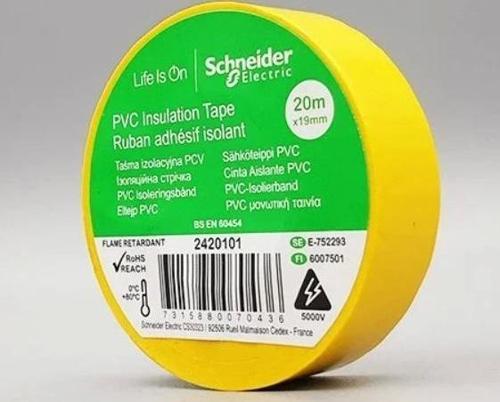 Life Is On
Schneider
Electric
PVC Insulation Tape
Ruban adhésif isolant
20m
x19mm
Taśma izolacyjna PCV
Ізоляційна стрічка
PVC Isoleringsbånd
Eltejp PVC
Sähköteippi PVC
Cinta Aislante PVC
PVC-Isolierband
PVC μονωτική ταινία
BS EN 60454
FLAME RETARDANT
2420101
SE E-752293
FI 6007501
RoHS
REACH
0°C
+80°C
7315880070436
5000V
Schneider Electric CS30323 / 92506 Rueil Malmaison Cedex - France